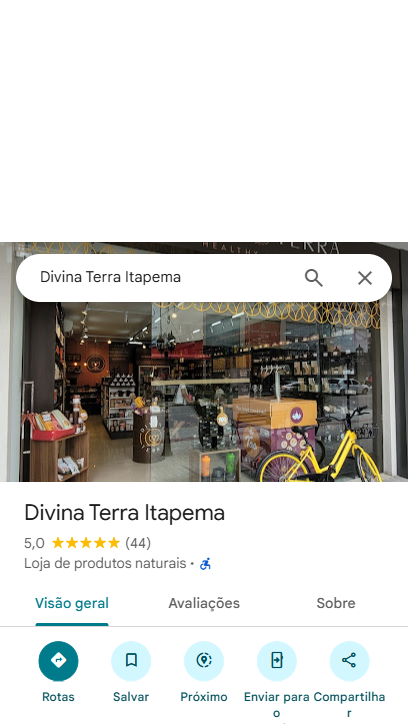 HEALTHY
Divina Terra Itapema
Divina Terra Itapema
5,0 (44)
Loja de produtos naturais •
Visão geral Avaliações Sobre
Rotas Salvar Próximo Enviar para o Compartilhar